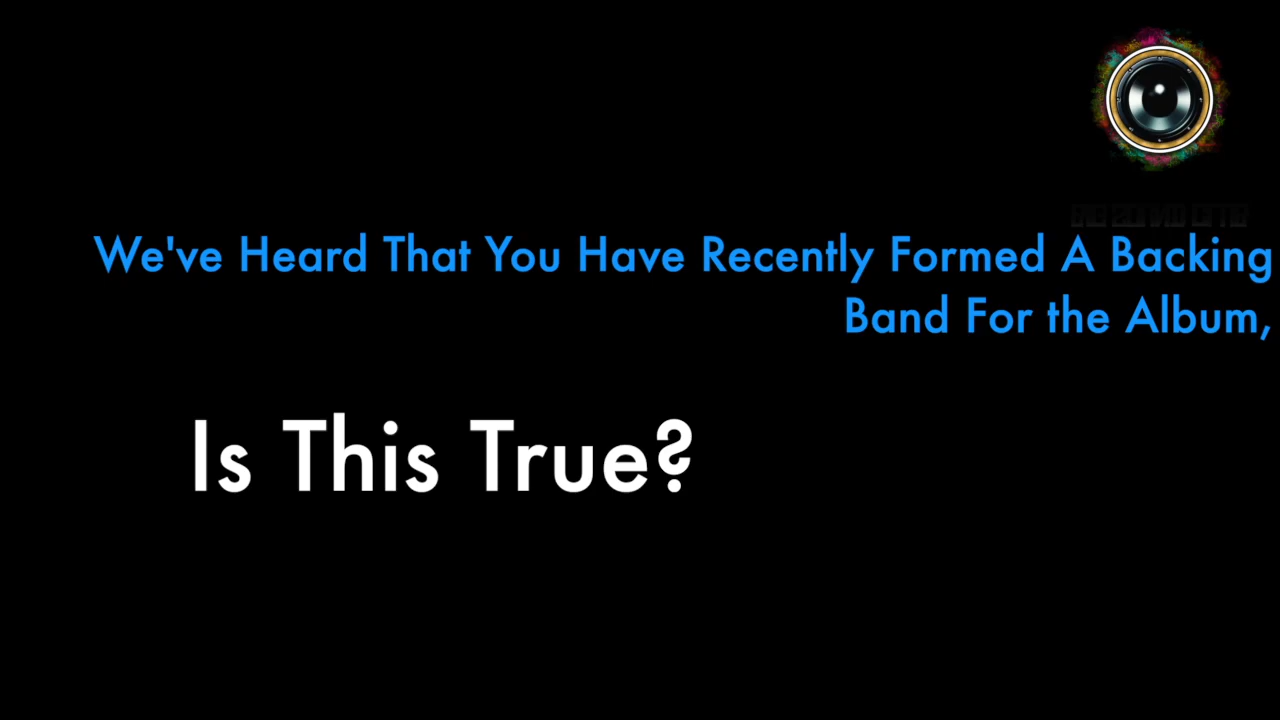 We've Heard That You Have Recently Formed A Backing
Band For the Album,
Is This True?